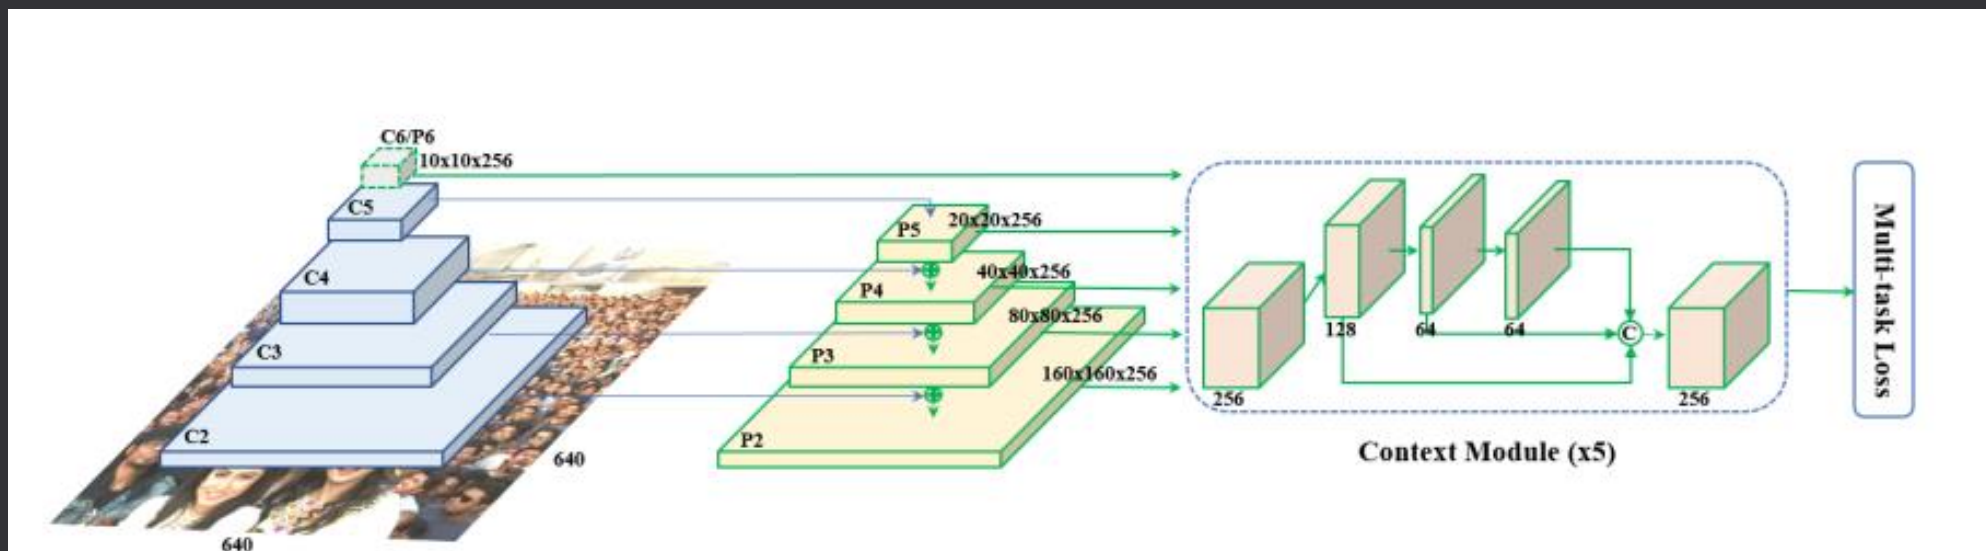 C6/P6
10x10x256
C5
P5
20x20x256
C4
P4
40x40x256
C3
P3
80x80x256
C2
P2
160x160x256
640
640
128
64
64
C
256
256
Context Module (x5)
Multi-task Loss